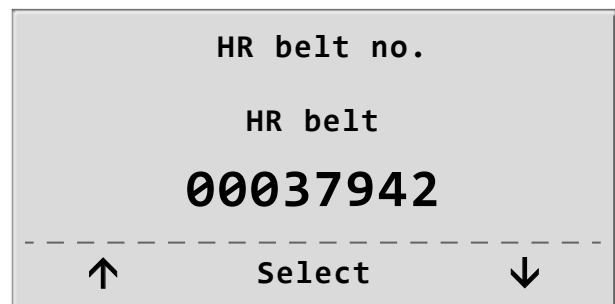 HR belt no.
HR belt
00037942
↑ Select ↓